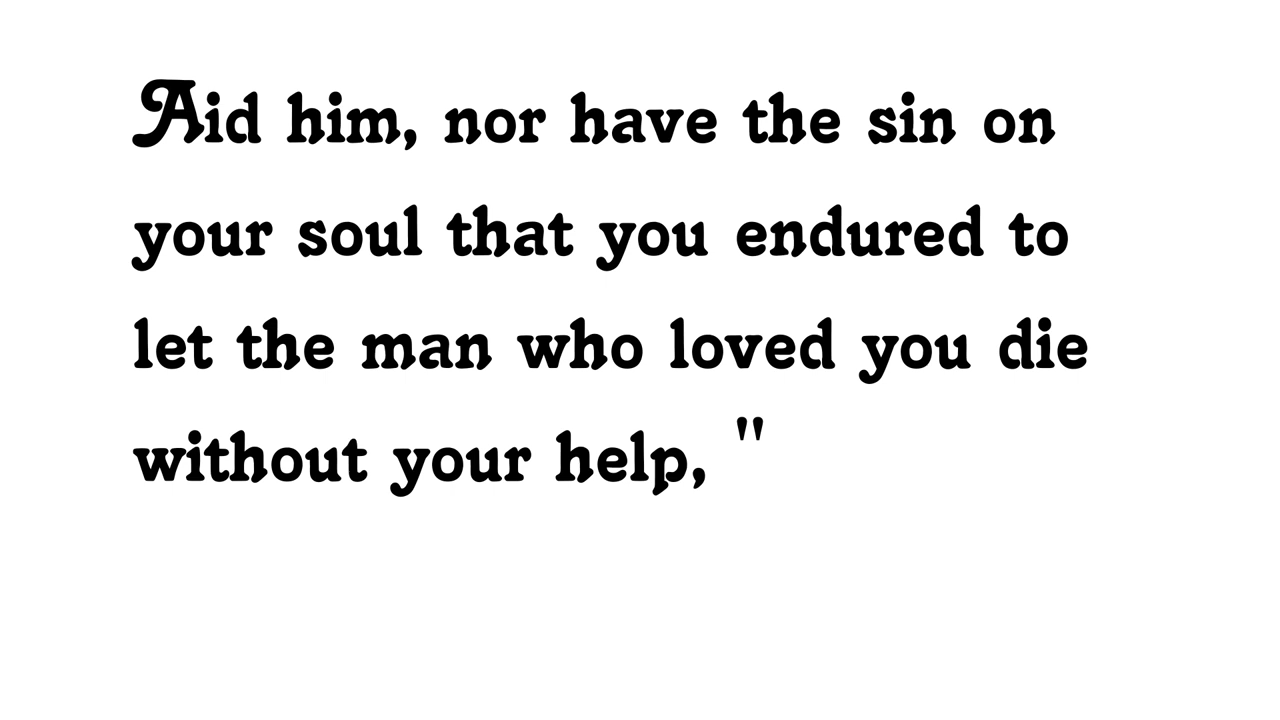 Aid him, nor have the sin on
your soul that you endured to
let the man who loved you die
without your help, "